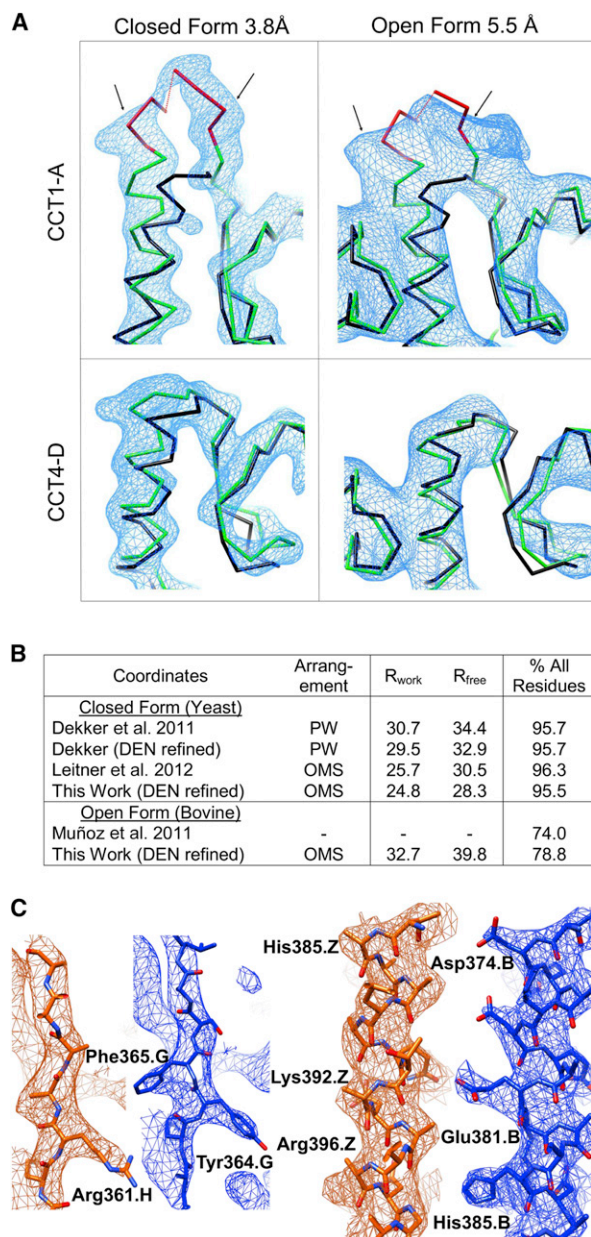 A
Closed Form 3.8Å
Open Form 5.5 Å
CCT1-A
CCT4-D
B
Coordinates Arrang-ement Rwork Rfree % All Residues
Closed Form (Yeast)
Dekker et al. 2011 PW 30.7 34.4 95.7
Dekker (DEN refined) PW 29.5 32.9 95.7
Leitner et al. 2012 OMS 25.7 30.5 96.3
This Work (DEN refined) OMS 24.8 28.3 95.5
Open Form (Bovine)
Muñoz et al. 2011 - - - 74.0
This Work (DEN refined) OMS 32.7 39.8 78.8
C
His385.Z
Asp374.B
Phe365.G
Lys392.Z
Tyr364.G
Arg396.Z
Glu381.B
Arg361.H
His385.B